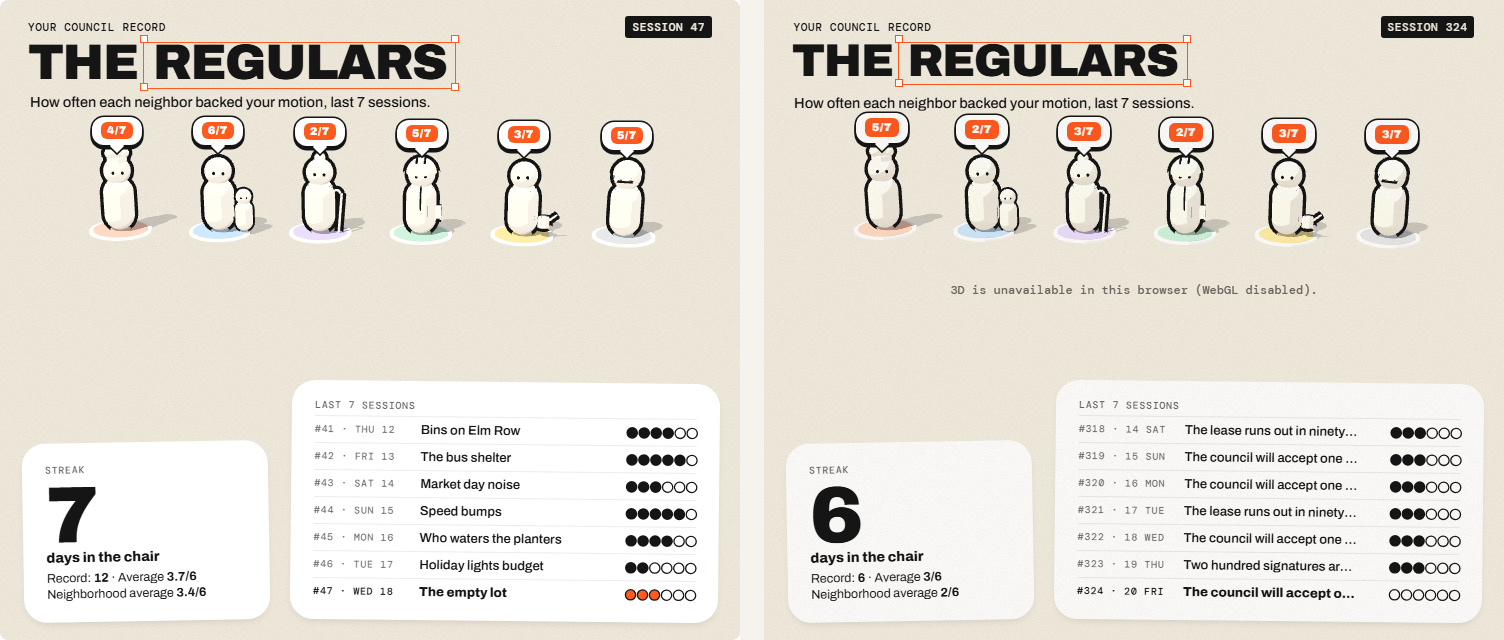 YOUR COUNCIL RECORD
SESSION 47
THE REGULARS
How often each neighbor backed your motion, last 7 sessions.
4/7 6/7 2/7 5/7 3/7 5/7
LAST 7 SESSIONS
#41 · THU 12 Bins on Elm Row
#42 · FRI 13 The bus shelter
#43 · SAT 14 Market day noise
#44 · SUN 15 Speed bumps
#45 · MON 16 Who waters the planters
#46 · TUE 17 Holiday lights budget
#47 · WED 18 The empty lot
STREAK
7
days in the chair
Record: 12 · Average 3.7/6
Neighborhood average 3.4/6
YOUR COUNCIL RECORD
SESSION 324
THE REGULARS
How often each neighbor backed your motion, last 7 sessions.
5/7 2/7 3/7 2/7 3/7 3/7
3D is unavailable in this browser (WebGL disabled).
LAST 7 SESSIONS
#318 · 14 SAT The lease runs out in ninety…
#319 · 15 SUN The council will accept one …
#320 · 16 MON The council will accept one …
#321 · 17 TUE The lease runs out in ninety…
#322 · 18 WED The council will accept one …
#323 · 19 THU Two hundred signatures ar…
#324 · 20 FRI The council will accept o…
STREAK
6
days in the chair
Record: 6 · Average 3/6
Neighborhood average 2/6